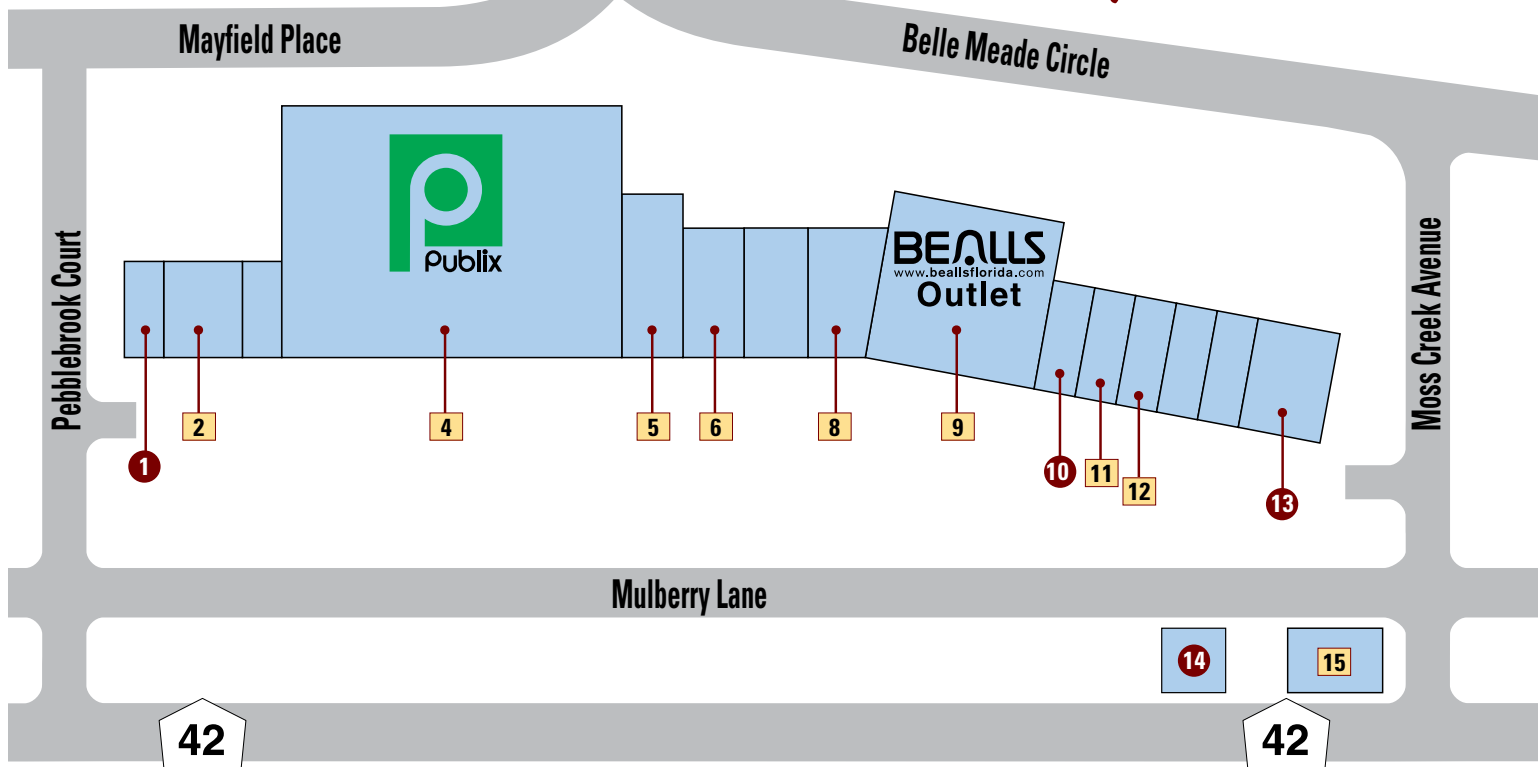 Mayfield Place
Belle Meade Circle
Pebblebrook Court
Publix
BEALLS
www.beallsflorida.com
Outlet
Moss Creek Avenue
1
2
4
5
6
8
9
10
11
12
13
Mulberry Lane
14
15
42
42